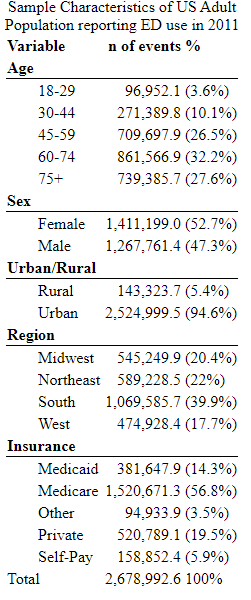 Sample Characteristics of US Adult
Population reporting ED use in 2011
Variable n of events %
Age
18-29 96,952.1 (3.6%)
30-44 271,389.8 (10.1%)
45-59 709,697.9 (26.5%)
60-74 861,566.9 (32.2%)
75+ 739,385.7 (27.6%)
Sex
Female 1,411,199.0 (52.7%)
Male 1,267,761.4 (47.3%)
Urban/Rural
Rural 143,323.7 (5.4%)
Urban 2,524,999.5 (94.6%)
Region
Midwest 545,249.9 (20.4%)
Northeast 589,228.5 (22%)
South 1,069,585.7 (39.9%)
West 474,928.4 (17.7%)
Insurance
Medicaid 381,647.9 (14.3%)
Medicare 1,520,671.3 (56.8%)
Other 94,933.9 (3.5%)
Private 520,789.1 (19.5%)
Self-Pay 158,852.4 (5.9%)
Total 2,678,992.6 100%